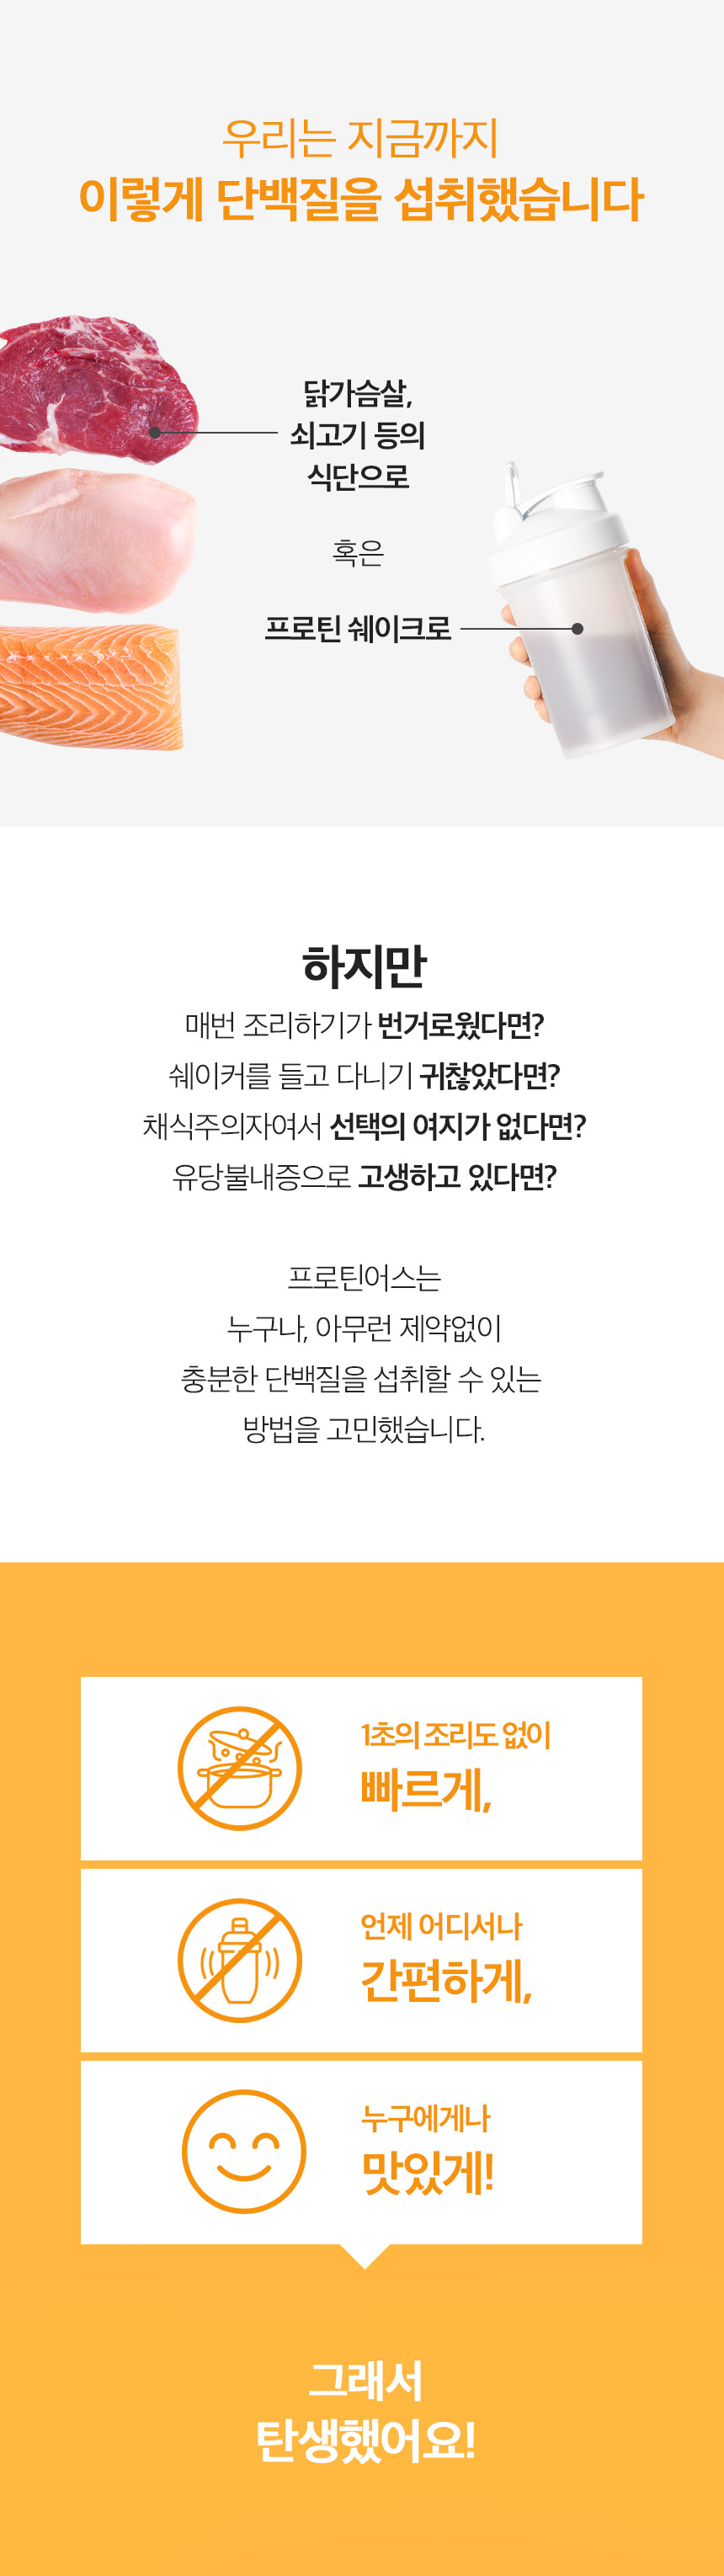 우리는 지금까지
이렇게 단백질을 섭취했습니다
닭가슴살,
쇠고기 등의
식단으로
혹은
프로틴 쉐이크로
하지만
매번 조리하기가 번거로웠다면?
쉐이커를 들고 다니기 귀찮았다면?
채식주의자여서 선택의 여지가 없다면?
유당불내증으로 고생하고 있다면?
프로틴어스는
누구나, 아무런 제약없이
충분한 단백질을 섭취할 수 있는
방법을 고민했습니다.
1초의 조리도 없이
빠르게,
언제 어디서나
간편하게,
누구에게나
맛있게!
그래서
탄생했어요!